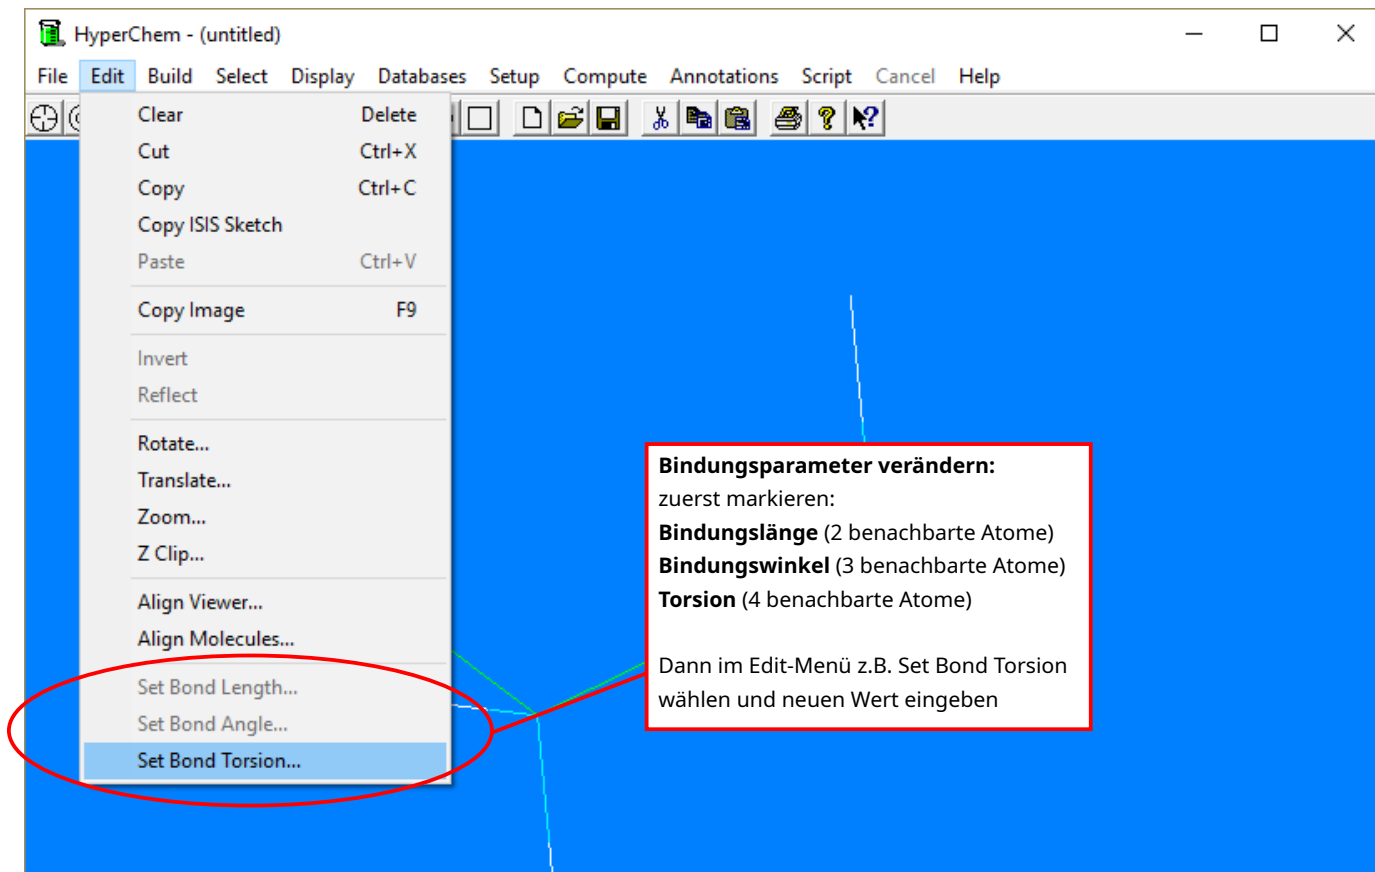 HyperChem - (untitled)
File Edit Build Select Display Databases Setup Compute Annotations Script Cancel Help
Clear Delete
Cut Ctrl+X
Copy Ctrl+C
Copy ISIS Sketch
Paste Ctrl+V
Copy Image F9
Invert
Reflect
Rotate...
Translate...
Zoom...
Z Clip...
Align Viewer...
Align Molecules...
Set Bond Length...
Set Bond Angle...
Set Bond Torsion...
Bindungsparameter verändern:
zuerst markieren:
Bindungslänge (2 benachbarte Atome)
Bindungswinkel (3 benachbarte Atome)
Torsion (4 benachbarte Atome)
Dann im Edit-Menü z.B. Set Bond Torsion
wählen und neuen Wert eingeben